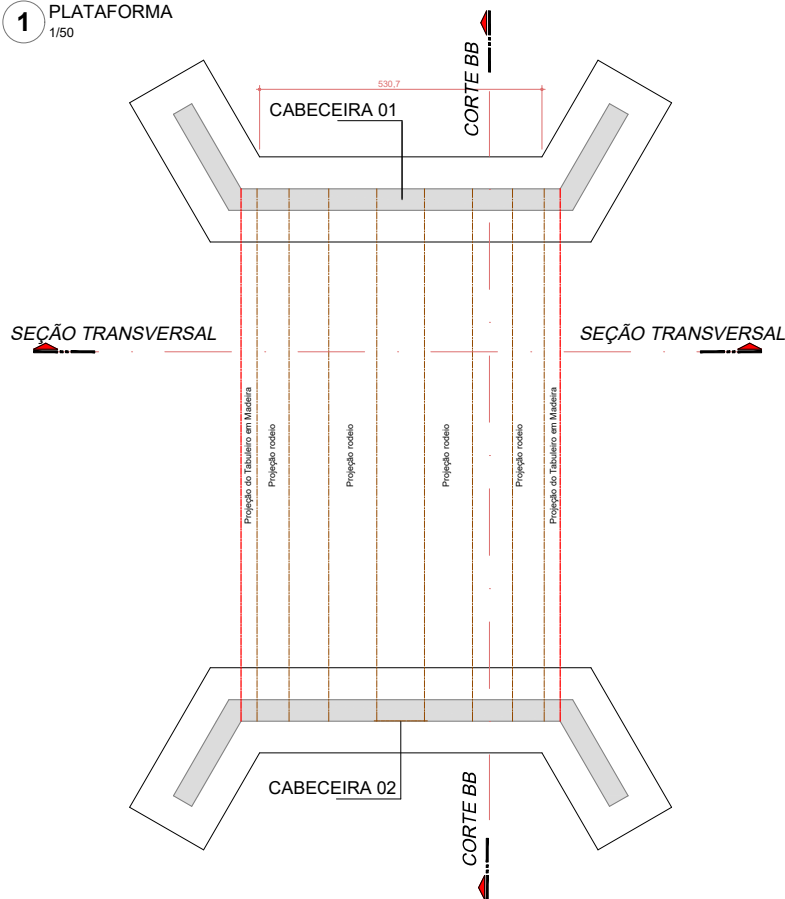 1 PLATAFORMA
1/50
530,7
CABECEIRA 01
CORTE BB
SEÇÃO TRANSVERSAL
SEÇÃO TRANSVERSAL
Projeção do Tabuleiro em Madeira
Projeção rodeio
Projeção rodeio
Projeção rodeio
Projeção rodeio
Projeção do Tabuleiro em Madeira
CABECEIRA 02
CORTE BB